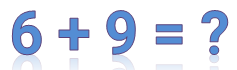 6 + 9 = ?